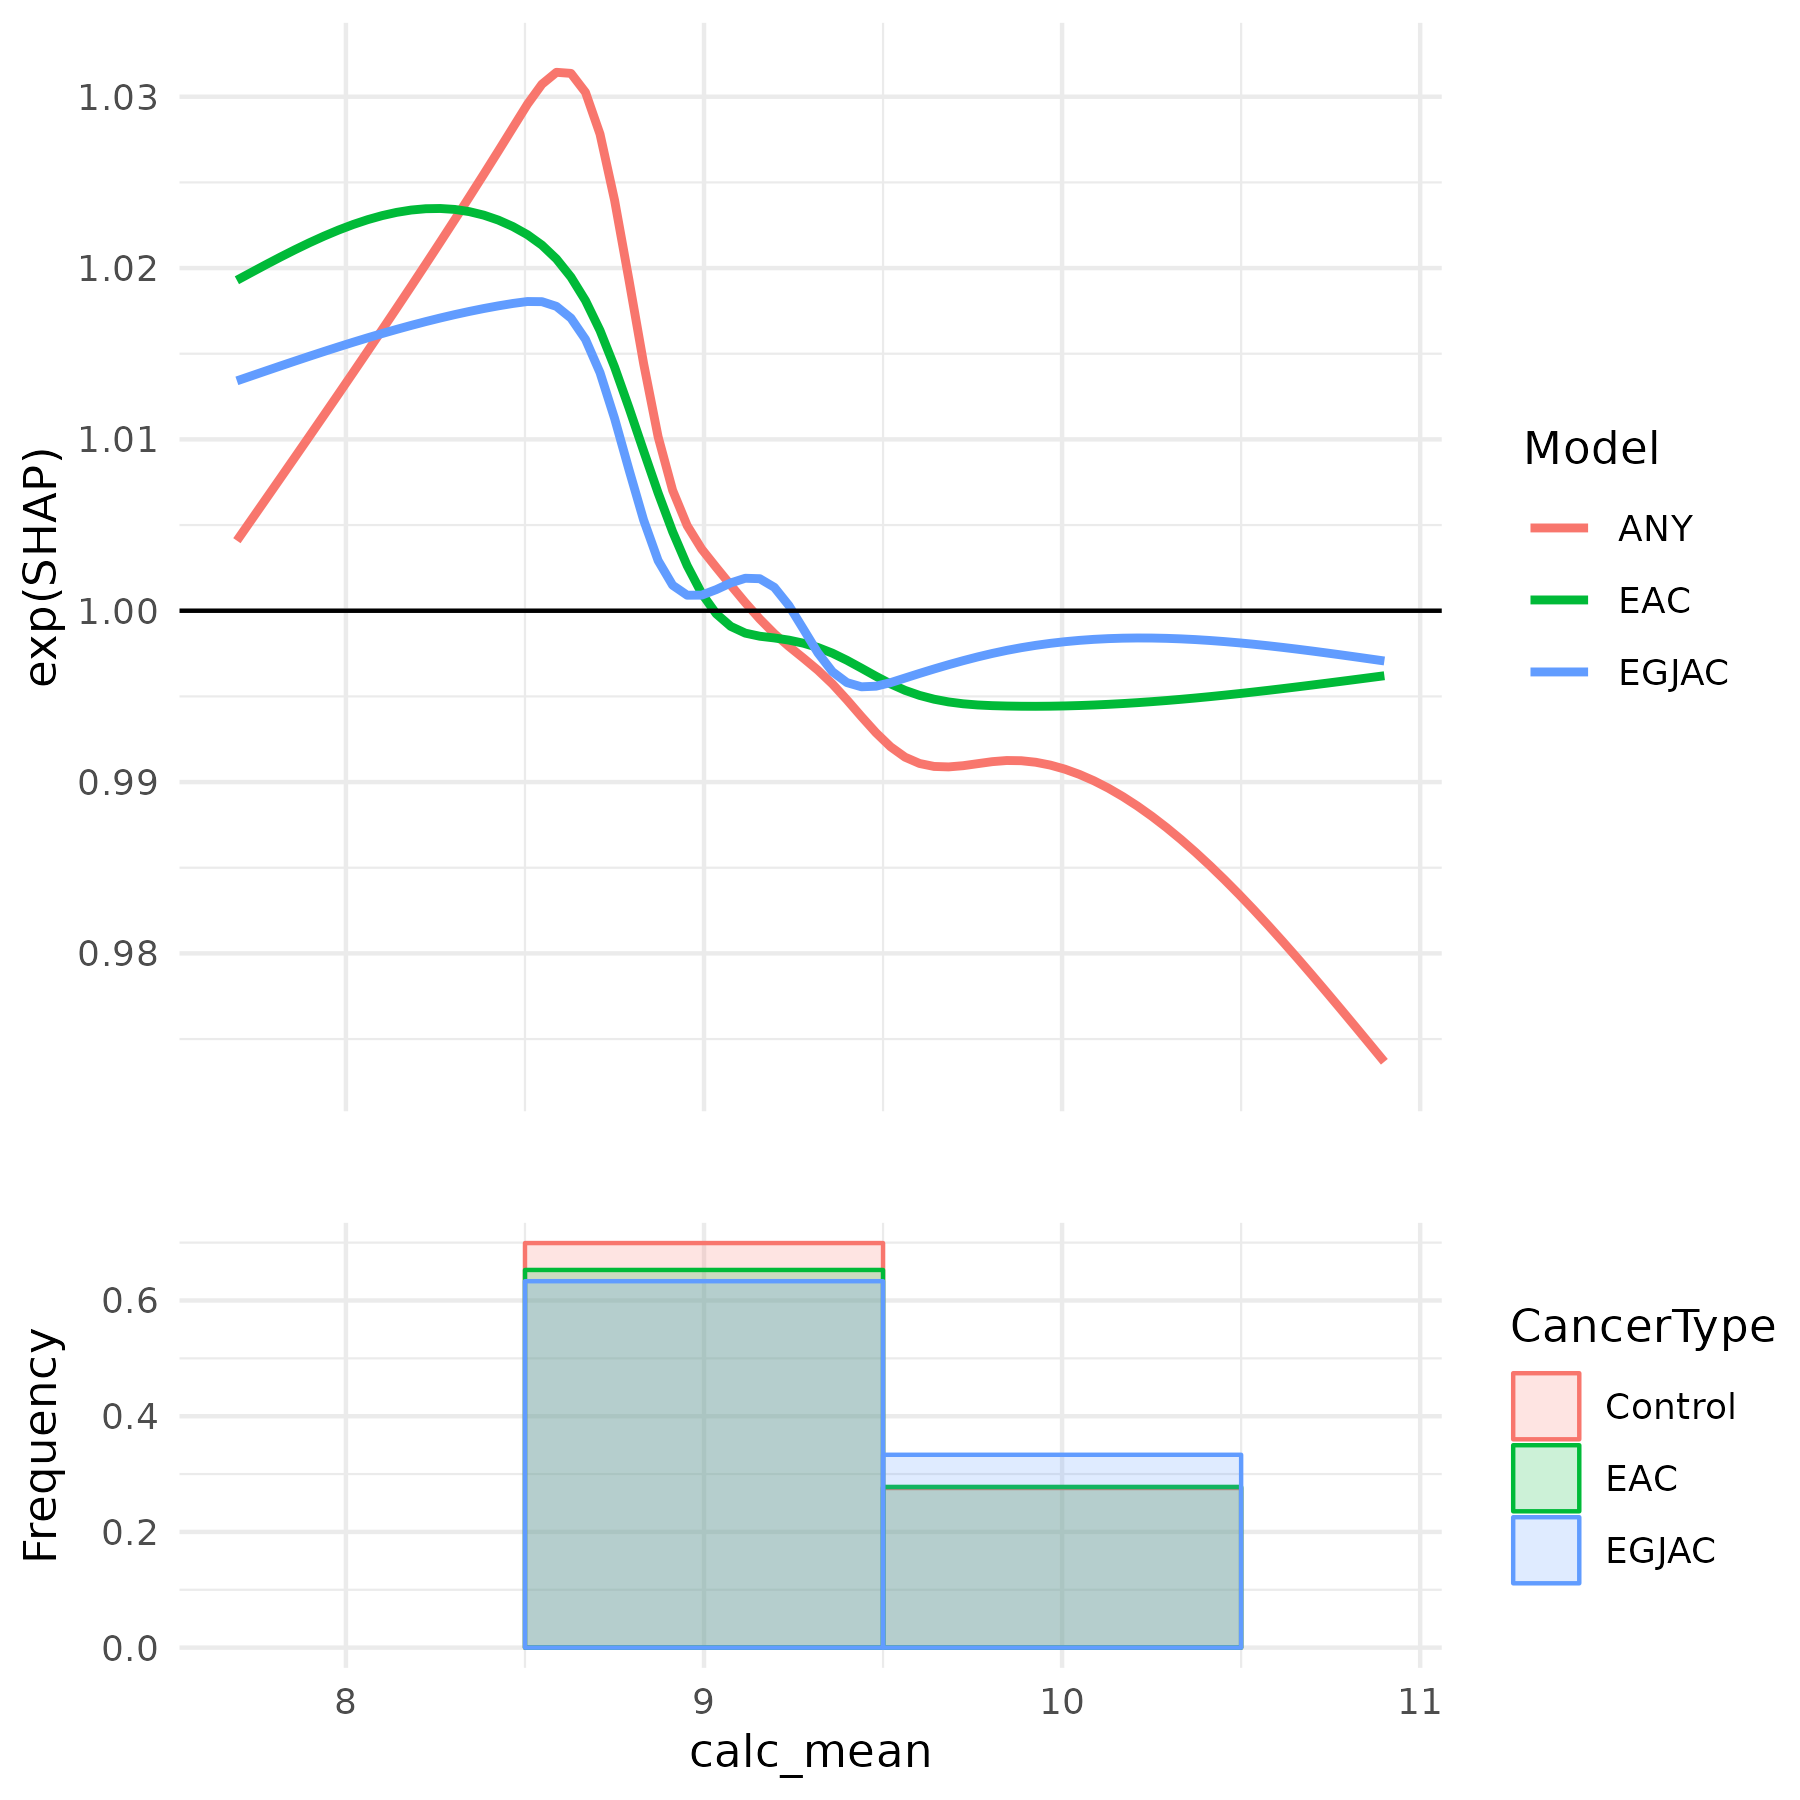 exp(SHAP)
1.03
1.02
1.01
1.00
0.99
0.98
Model
ANY
EAC
EGJAC
Frequency
0.6
0.4
0.2
0.0
8 9 10 11
calc_mean
CancerType
Control
EAC
EGJAC